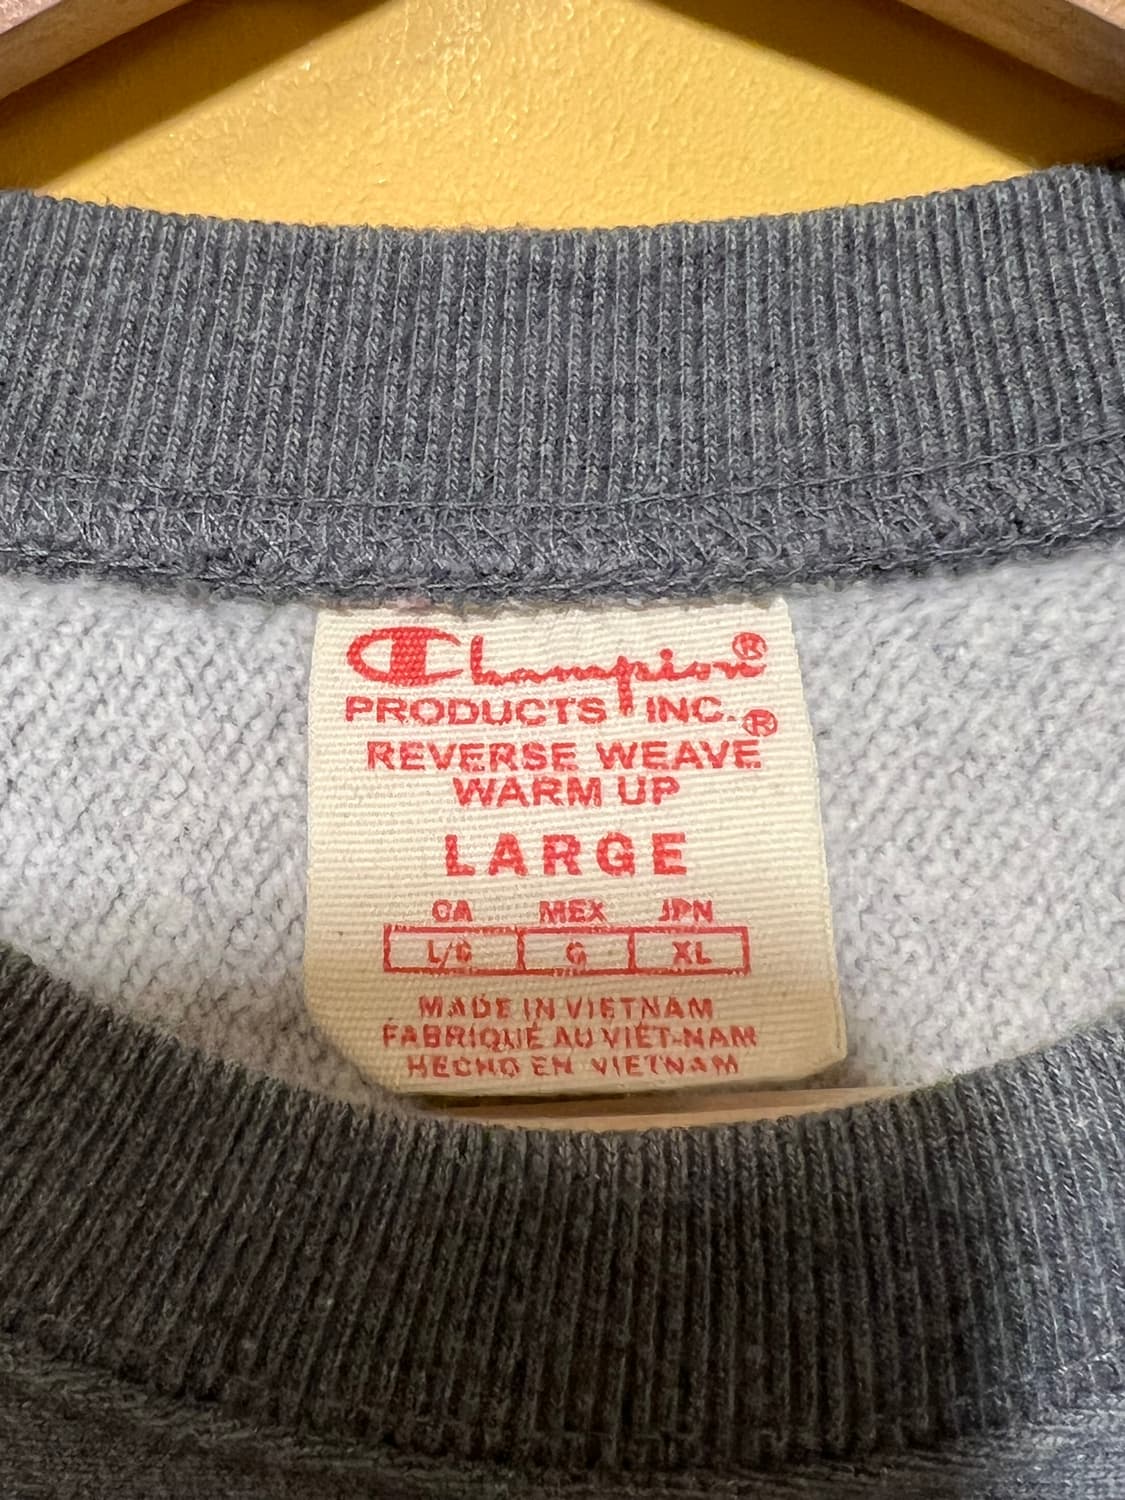 Champion®
PRODUCTS INC.
REVERSE WEAVE®
WARM UP
LARGE
CA MEX JPN
L/G G XL
MADE IN VIETNAM
FABRIQUÉ AU VIÊT-NAM
HECHO EN VIETNAM